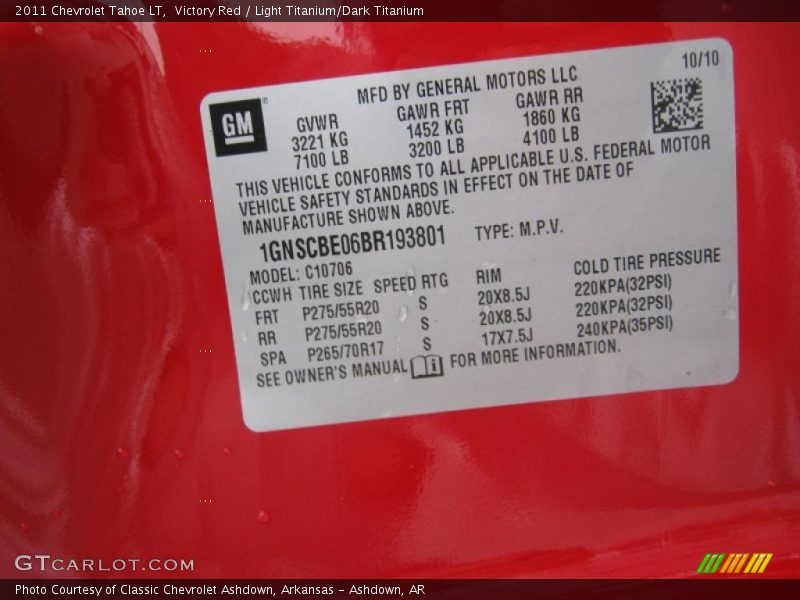 2011 Chevrolet Tahoe LT, Victory Red / Light Titanium/Dark Titanium
10/10
MFD BY GENERAL MOTORS LLC
GM
GVWR GAWR FRT GAWR RR
3221 KG 1452 KG 1860 KG
7100 LB 3200 LB 4100 LB
THIS VEHICLE CONFORMS TO ALL APPLICABLE U.S. FEDERAL MOTOR
VEHICLE SAFETY STANDARDS IN EFFECT ON THE DATE OF
MANUFACTURE SHOWN ABOVE.
1GNSCBE06BR193801 TYPE: M.P.V.
MODEL: C10706
CCWH TIRE SIZE SPEED RTG RIM COLD TIRE PRESSURE
FRT P275/55R20 S 20X8.5J 220KPA(32PSI)
RR P275/55R20 S 20X8.5J 220KPA(32PSI)
SPA P265/70R17 S 17X7.5J 240KPA(35PSI)
SEE OWNER'S MANUAL FOR MORE INFORMATION.
GTCARLOT.COM
Photo Courtesy of Classic Chevrolet Ashdown, Arkansas - Ashdown, AR